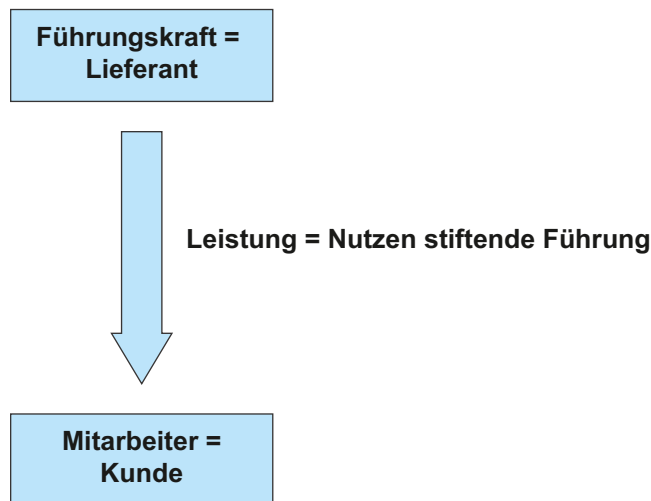 Führungskraft =
Lieferant
Leistung = Nutzen stiftende Führung
Mitarbeiter =
Kunde